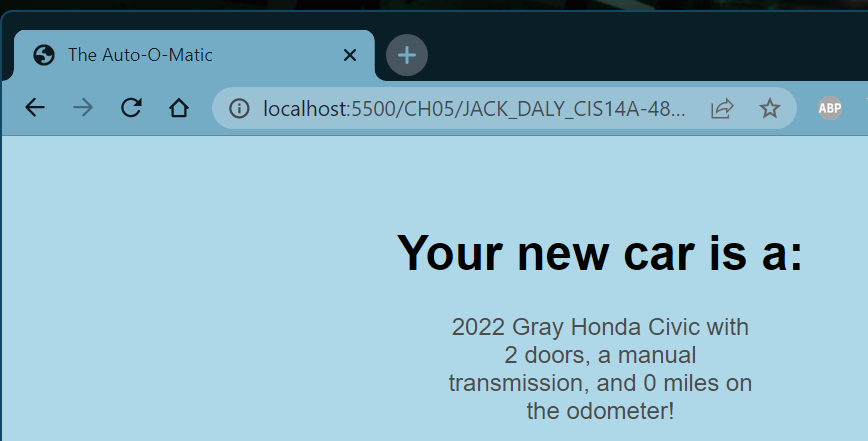 The Auto-O-Matic
localhost:5500/CH05/JACK_DALY_CIS14A-48...
ABP
Your new car is a:
2022 Gray Honda Civic with
2 doors, a manual
transmission, and 0 miles on
the odometer!